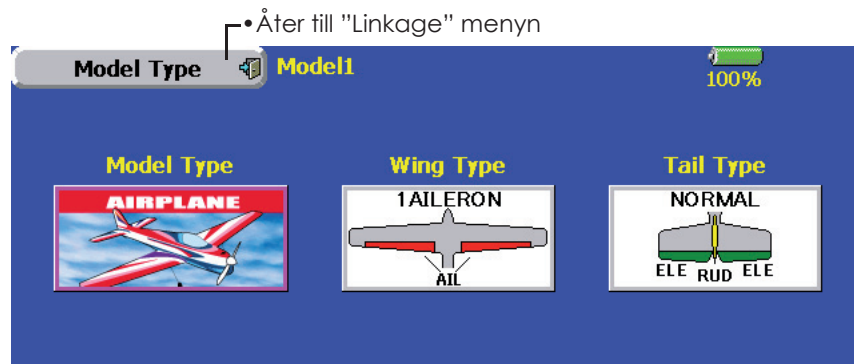 •Åter till ”Linkage” menyn
Model Type Model1
100%
Model Type Wing Type Tail Type
AIRPLANE 1AILERON NORMAL
AIL
ELE RUD ELE